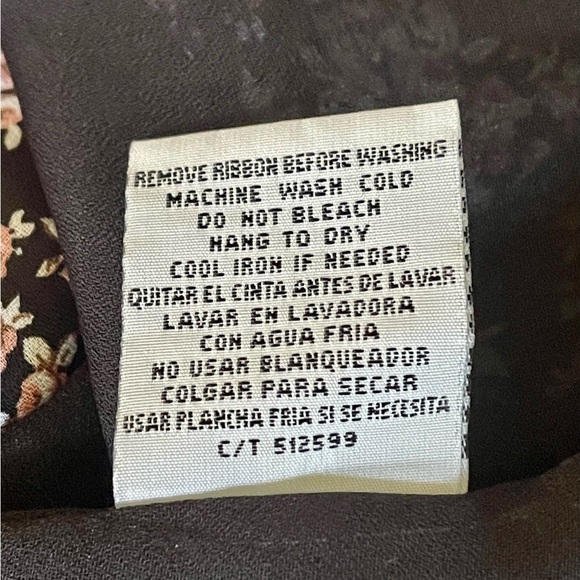 REMOVE RIBBON BEFORE WASHING
MACHINE WASH COLD
DO NOT BLEACH
HANG TO DRY
COOL IRON IF NEEDED
QUITAR EL CINTA ANTES DE LAVAR
LAVAR EN LAVADORA
CON AGUA FRIA
NO USAR BLANQUEADOR
COLGAR PARA SECAR
USAR PLANCHA FRIA SI SE NECESITA
C/T 512599